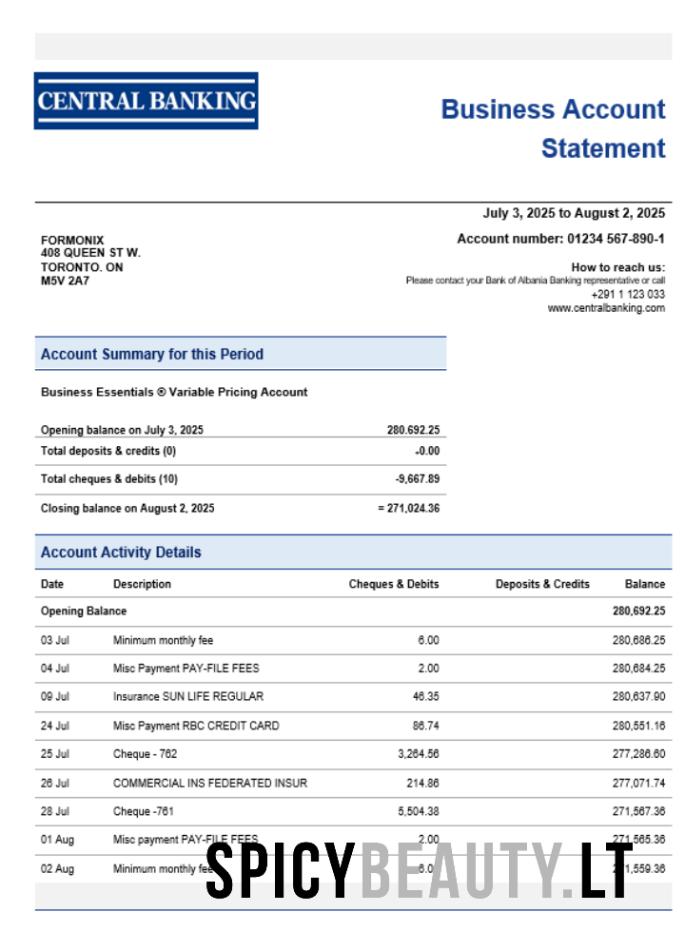 CENTRAL BANKING
Business Account
Statement
July 3, 2025 to August 2, 2025
FORMONIX
408 QUEEN ST W.
TORONTO. ON
M5V 2A7
Account number: 01234 567-890-1
How to reach us:
Please contact your Bank of Albania Banking representative or call
+291 1 123 033
www.centralbanking.com
Account Summary for this Period
Business Essentials ® Variable Pricing Account
Opening balance on July 3, 2025 280.692.25
Total deposits & credits (0) -0.00
Total cheques & debits (10) -9,667.89
Closing balance on August 2, 2025 = 271,024.36
Account Activity Details
Date Description Cheques & Debits Deposits & Credits Balance
Opening Balance 280,692.25
03 Jul Minimum monthly fee 6.00 280,686.25
04 Jul Misc Payment PAY-FILE FEES 2.00 280,684.25
09 Jul Insurance SUN LIFE REGULAR 46.35 280,637.90
24 Jul Misc Payment RBC CREDIT CARD 86.74 280,551.16
25 Jul Cheque - 762 3,264.56 277,286.60
26 Jul COMMERCIAL INS FEDERATED INSUR 214.86 277,071.74
28 Jul Cheque -761 5,504.38 271,567.36
01 Aug Misc payment PAY-FILE FEES 2.00 271,565.36
02 Aug Minimum monthly fee
SPICYBEAUTY.LT